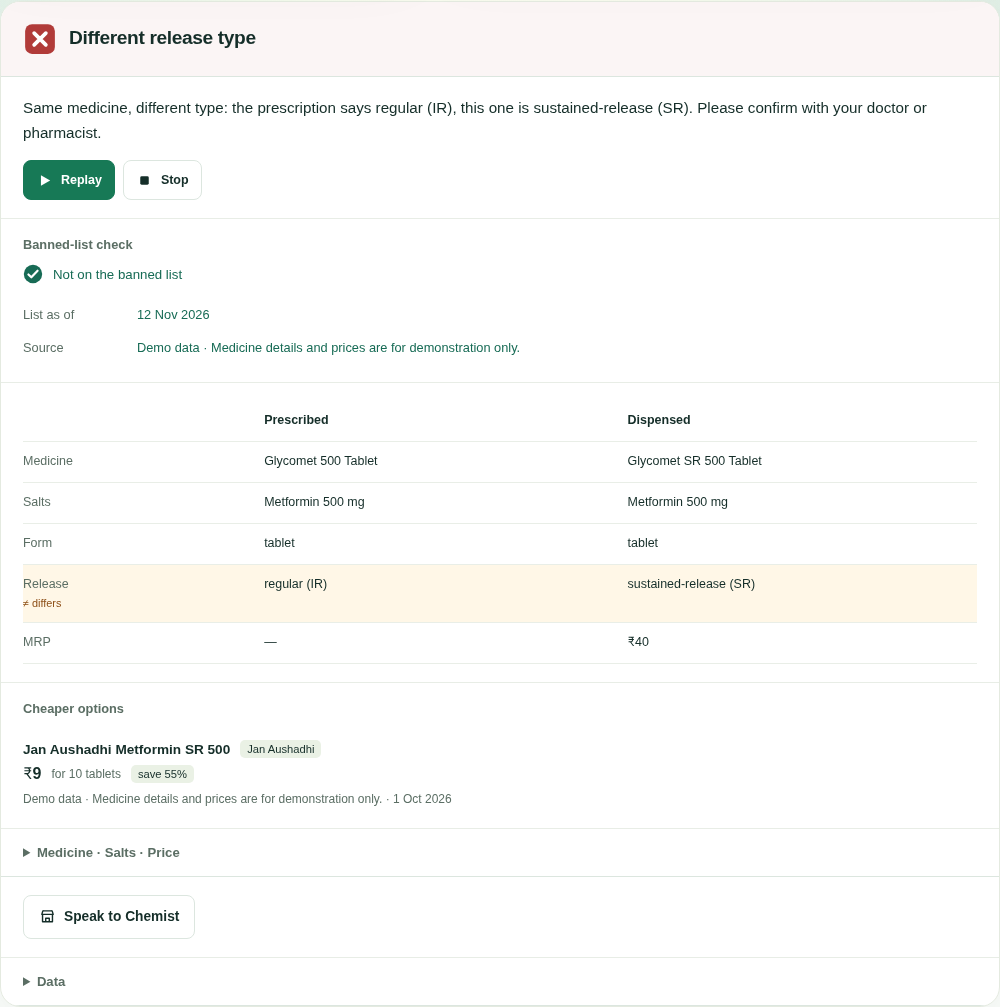 Different release type
Same medicine, different type: the prescription says regular (IR), this one is sustained-release (SR). Please confirm with your doctor or
pharmacist.
Replay Stop
Banned-list check
Not on the banned list
List as of 12 Nov 2026
Source Demo data · Medicine details and prices are for demonstration only.
Prescribed Dispensed
Medicine Glycomet 500 Tablet Glycomet SR 500 Tablet
Salts Metformin 500 mg Metformin 500 mg
Form tablet tablet
Release regular (IR) sustained-release (SR)
≠ differs
MRP — ₹40
Cheaper options
Jan Aushadhi Metformin SR 500 Jan Aushadhi
₹9 for 10 tablets save 55%
Demo data · Medicine details and prices are for demonstration only. · 1 Oct 2026
Medicine · Salts · Price
Speak to Chemist
Data